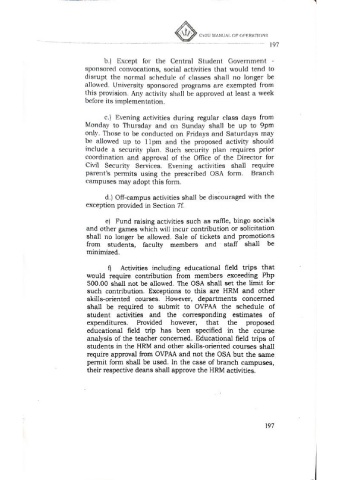 CvSU MANUAL OF OPERATIONS
197
b.) Except for the Central Student Government -
sponsored convocations, social activities that would tend to
disrupt the normal schedule of classes shall no longer be
allowed. University sponsored programs are exempted from
this provision. Any activity shall be approved at least a week
before its implementation.
c.) Evening activities during regular class days from
Monday to Thursday and on Sunday shall be up to 9pm
only. Those to be conducted on Fridays and Saturdays may
be allowed up to 11pm and the proposed activity should
include a security plan. Such security plan requires prior
coordination and approval of the Office of the Director for
Civil Security Services. Evening activities shall require
parent's permits using the prescribed OSA form. Branch
campuses may adopt this form.
d.) Off-campus activities shall be discouraged with the
exception provided in Section 7f.
e) Fund raising activities such as raffle, bingo socials
and other games which will incur contribution or solicitation
shall no longer be allowed. Sale of tickets and promotions
from students, faculty members and staff shall be
minimized.
f) Activities including educational field trips that
would require contribution from members exceeding Php
500.00 shall not be allowed. The OSA shall set the limit for
such contribution. Exceptions to this are HRM and other
skills-oriented courses. However, departments concerned
shall be required to submit to OVPAA the schedule of
student activities and the corresponding estimates of
expenditures. Provided however, that the proposed
educational field trip has been specified in the course
analysis of the teacher concerned. Educational field trips of
students in the HRM and other skills-oriented courses shall
require approval from OVPAA and not the OSA but the same
permit form shall be used. In the case of branch campuses,
their respective deans shall approve the HRM activities.
197